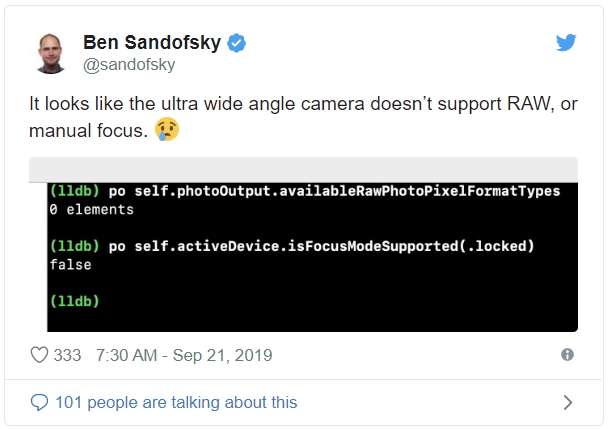 Ben Sandofsky
@sandofsky
It looks like the ultra wide angle camera doesn’t support RAW, or
manual focus. 😢
(lldb) po self.photoOutput.availableRawPhotoPixelFormatTypes
0 elements
(lldb) po self.activeDevice.isFocusModeSupported(.locked)
false
(lldb)
333 7:30 AM - Sep 21, 2019
101 people are talking about this